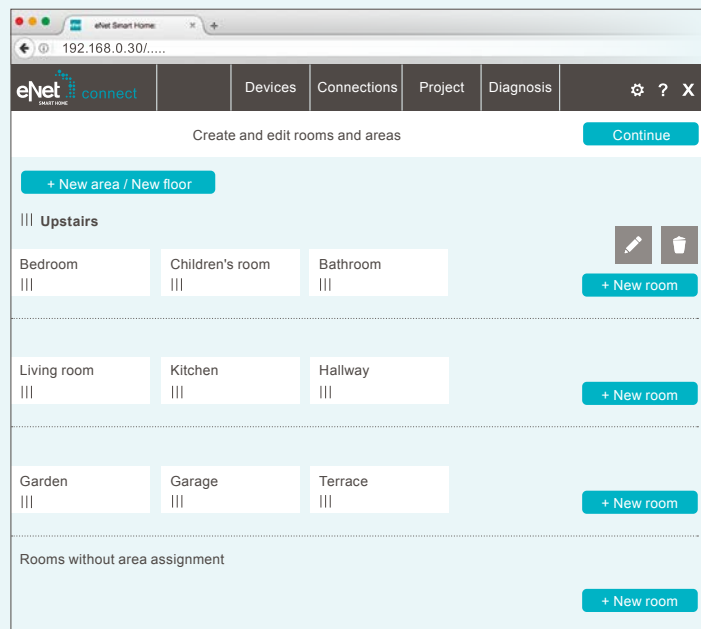 eNet eNet Smart Home: × +
192.168.0.30/.....
eNet SMART HOME connect Devices Connections Project Diagnosis ? X
Create and edit rooms and areas Continue
+ New area / New floor
Upstairs
Bedroom Children's room Bathroom
+ New room
Living room Kitchen Hallway
+ New room
Garden Garage Terrace
+ New room
Rooms without area assignment
+ New room